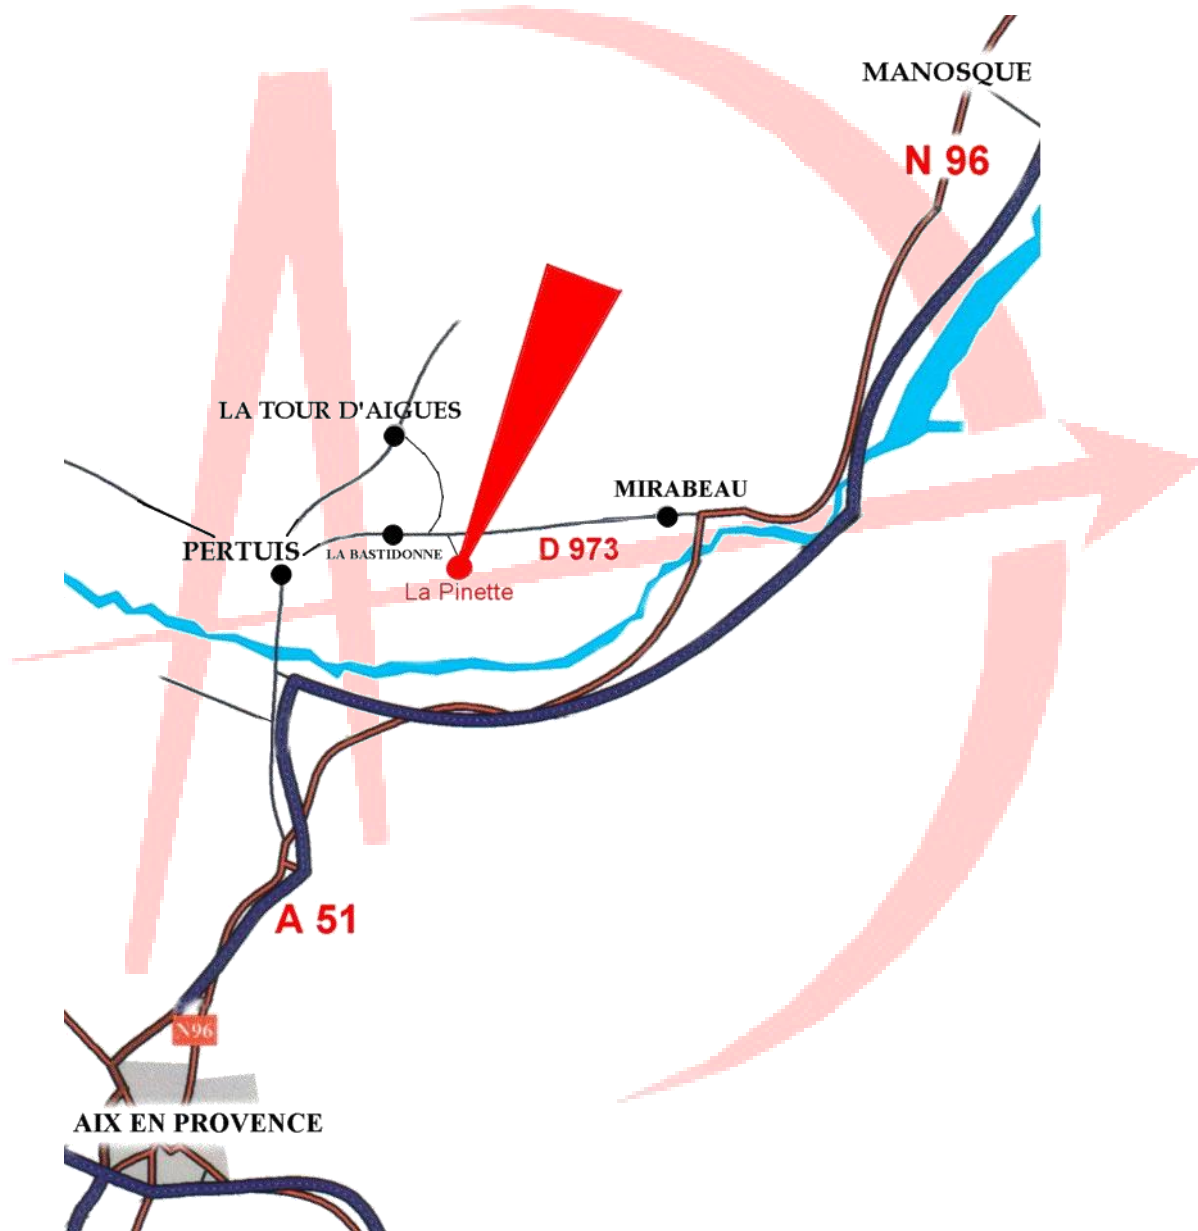 MANOSQUE
N 96
LA TOUR D'AIGUES
MIRABEAU
PERTUIS
LA BASTIDONNE
D 973
La Pinette
A 51
N96
AIX EN PROVENCE